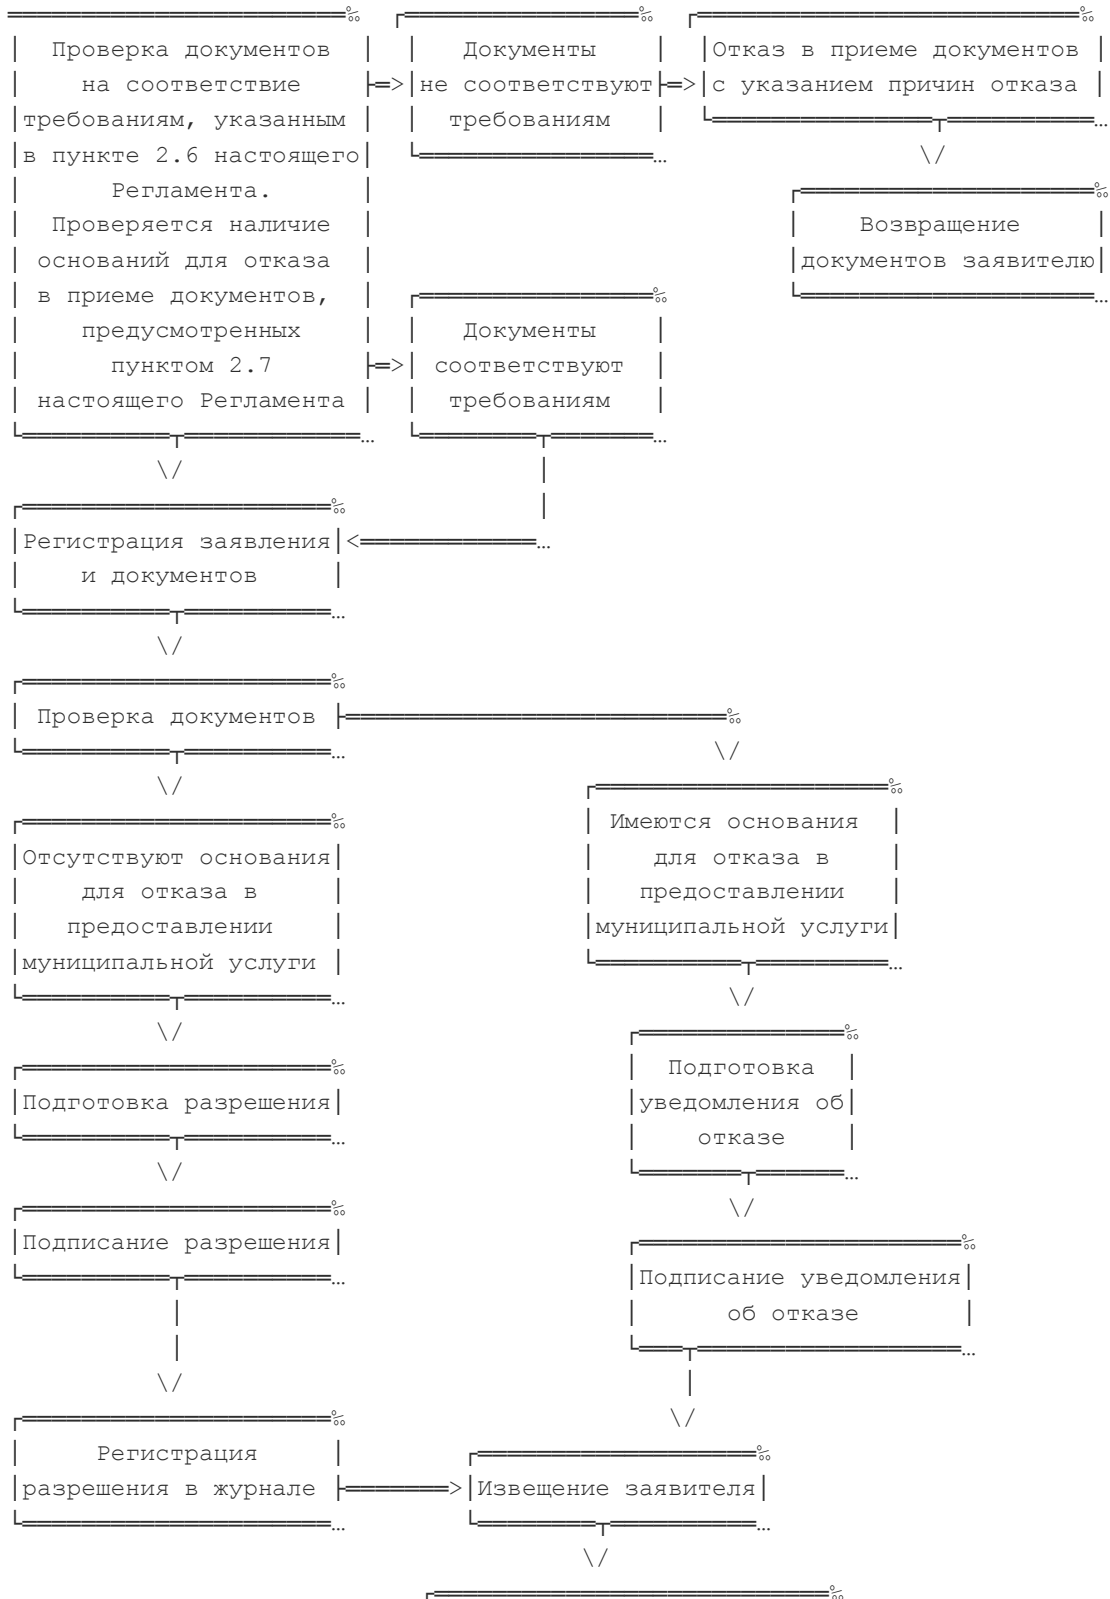 Проверка документов
на соответствие
требованиям, указанным
в пункте 2.6 настоящего
Регламента.
Проверяется наличие
оснований для отказа
в приеме документов,
предусмотренных
пунктом 2.7
настоящего Регламента
Документы
не соответствуют
требованиям
Отказ в приеме документов
с указанием причин отказа
Возвращение
документов заявителю
Документы
соответствуют
требованиям
Регистрация заявления
и документов
Проверка документов
Отсутствуют основания
для отказа в
предоставлении
муниципальной услуги
Имеются основания
для отказа в
предоставлении
муниципальной услуги
Подготовка разрешения
Подготовка
уведомления об
отказе
Подписание разрешения
Подписание уведомления
об отказе
Регистрация
разрешения в журнале
Извещение заявителя